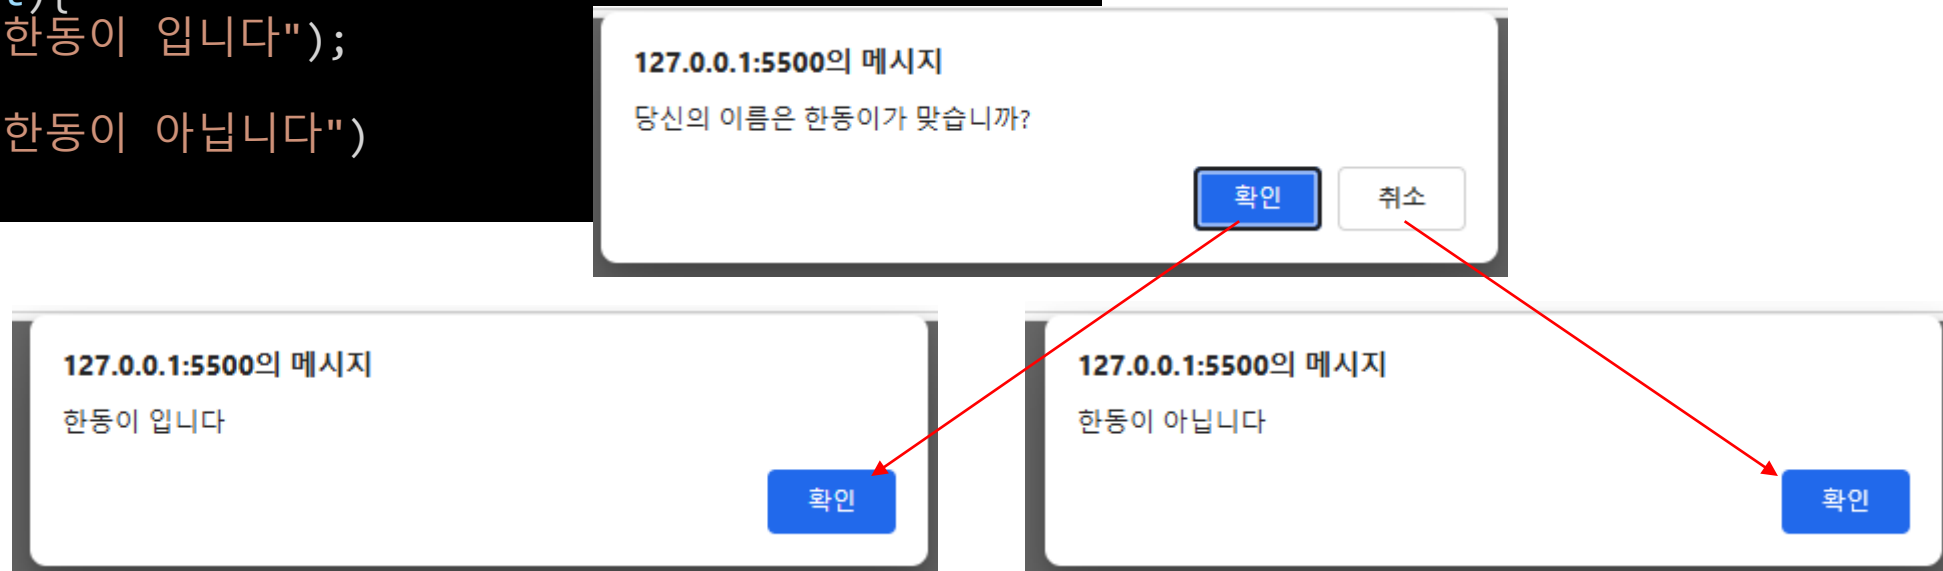 ){
한동이 입니다");
한동이 아닙니다")
127.0.0.1:5500의 메시지
당신의 이름은 한동이가 맞습니까?
확인 취소
127.0.0.1:5500의 메시지
한동이 입니다
확인
127.0.0.1:5500의 메시지
한동이 아닙니다
확인